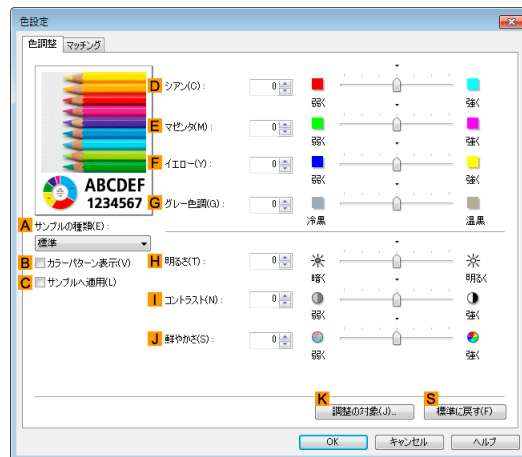 色設定
色調整 マッチング
ABCDEF
1234567
A サンプルの種類(E):
標準
B カラーパターン表示(V)
C サンプルへ適用(L)
D シアン(C): 0
弱く 強く
E マゼンタ(M): 0
弱く 強く
F イエロー(Y): 0
弱く 強く
G グレー色調(G): 0
冷黒 温黒
H 明るさ(T): 0
暗く 明るく
I コントラスト(N): 0
弱く 強く
J 鮮やかさ(S): 0
弱く 強く
K S
調整の対象(J)... 標準に戻す(F)
OK キャンセル ヘルプ